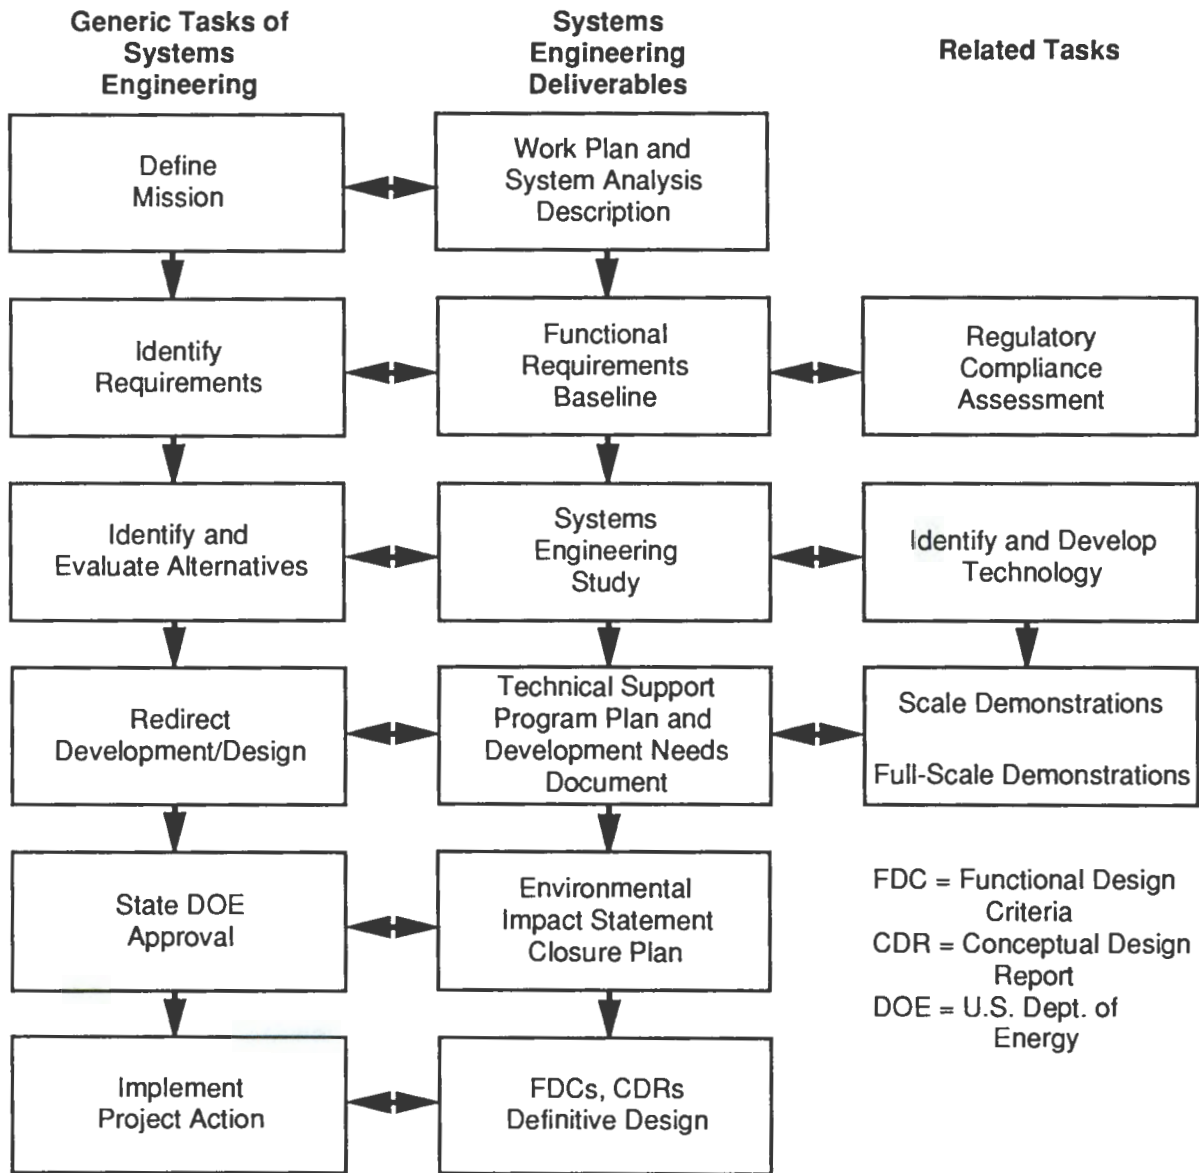 Generic Tasks of
Systems
Engineering
Systems
Engineering
Deliverables
Related Tasks
Define
Mission
Work Plan and
System Analysis
Description
Identify
Requirements
Functional
Requirements
Baseline
Regulatory
Compliance
Assessment
Identify and
Evaluate Alternatives
Systems
Engineering
Study
Identify and Develop
Technology
Redirect
Development/Design
Technical Support
Program Plan and
Development Needs
Document
Scale Demonstrations
Full-Scale Demonstrations
State DOE
Approval
Environmental
Impact Statement
Closure Plan
FDC = Functional Design
Criteria
CDR = Conceptual Design
Report
DOE = U.S. Dept. of
Energy
Implement
Project Action
FDCs, CDRs
Definitive Design